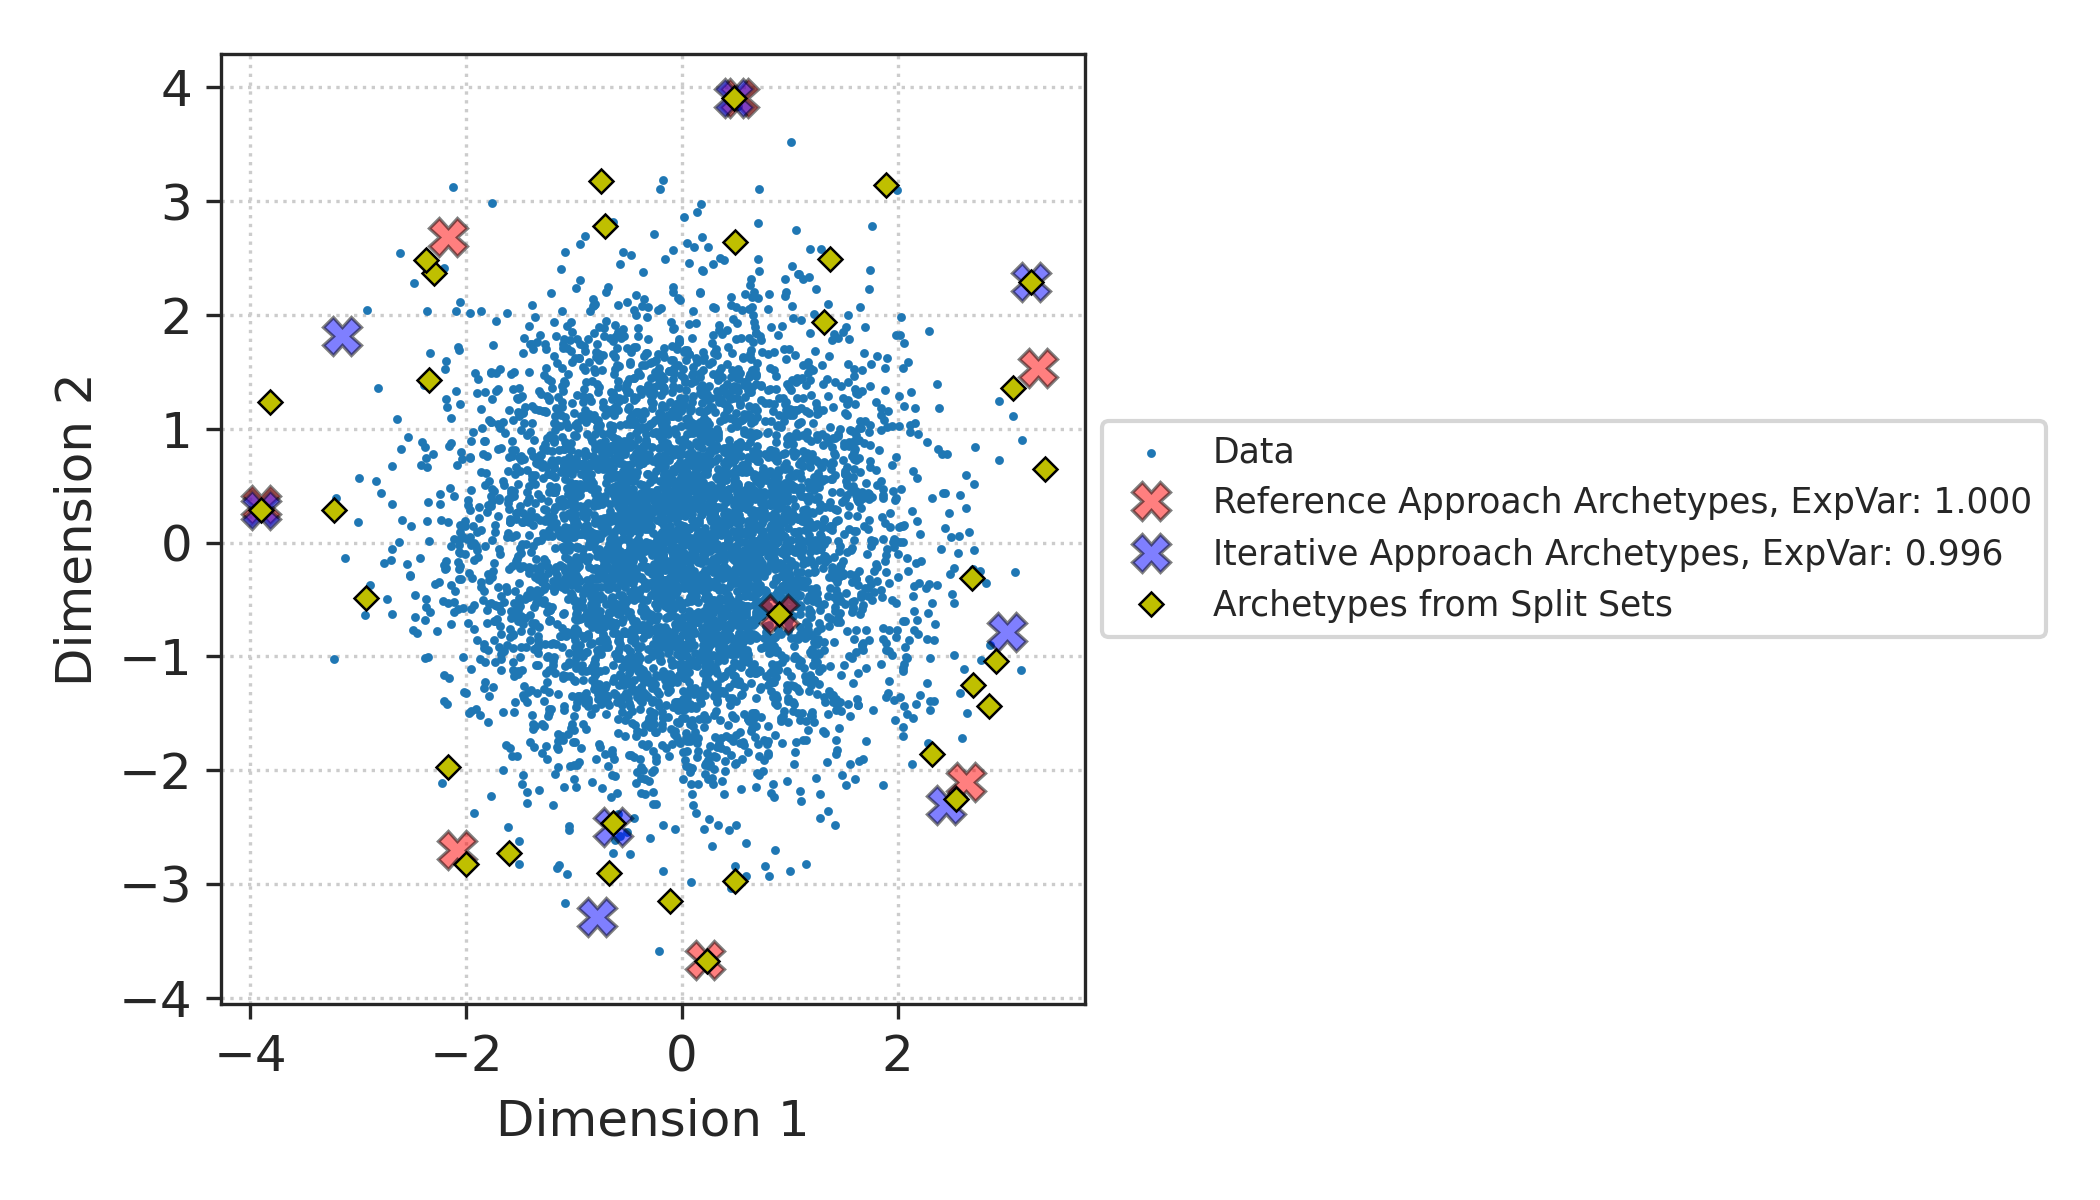 4
3
2
1
0
−1
−2
−3
−4
Dimension 2
−4 −2 0 2
Dimension 1
Data
Reference Approach Archetypes, ExpVar: 1.000
Iterative Approach Archetypes, ExpVar: 0.996
Archetypes from Split Sets